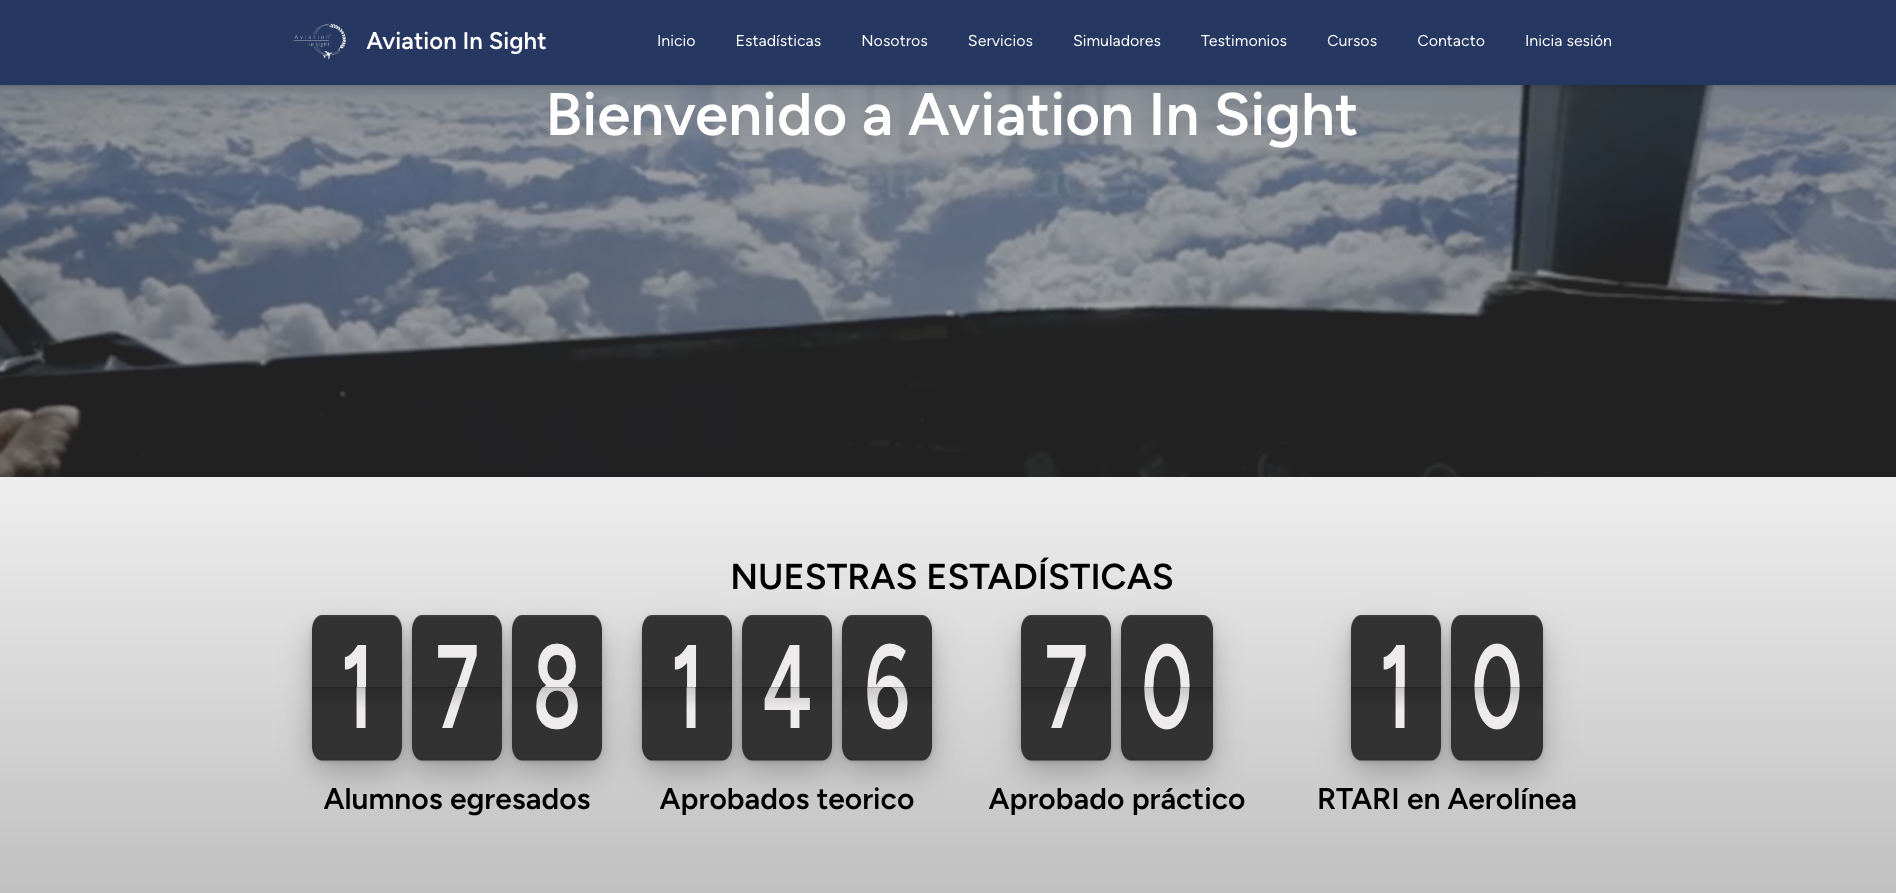 Aviation
In Sight
Aviation In Sight
Inicio Estadísticas Nosotros Servicios Simuladores Testimonios Cursos Contacto Inicia sesión
Bienvenido a Aviation In Sight
NUESTRAS ESTADÍSTICAS
178 146 70 10
Alumnos egresados Aprobados teorico Aprobado práctico RTARI en Aerolínea